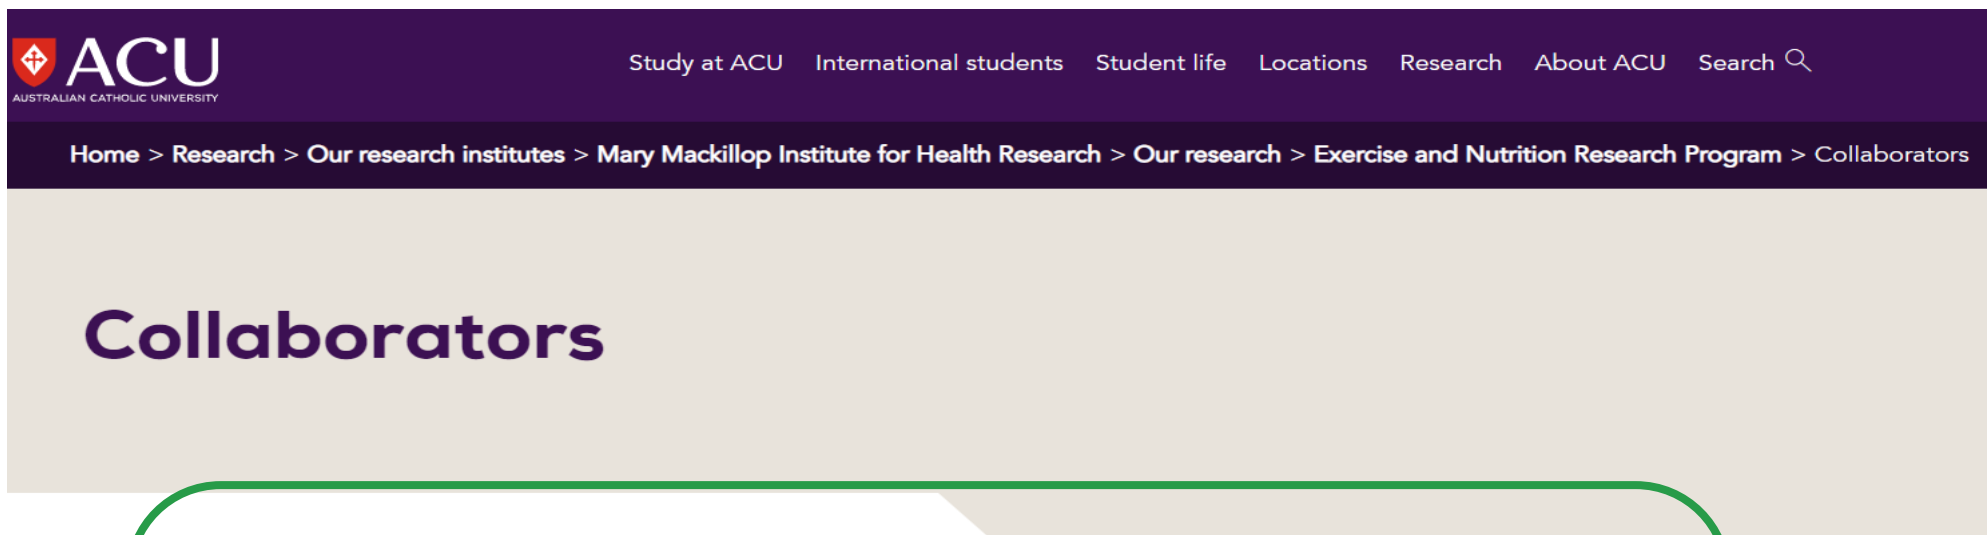 ACU
AUSTRALIAN CATHOLIC UNIVERSITY
Study at ACU International students Student life Locations Research About ACU Search
Home > Research > Our research institutes > Mary Mackillop Institute for Health Research > Our research > Exercise and Nutrition Research Program > Collaborators
Collaborators